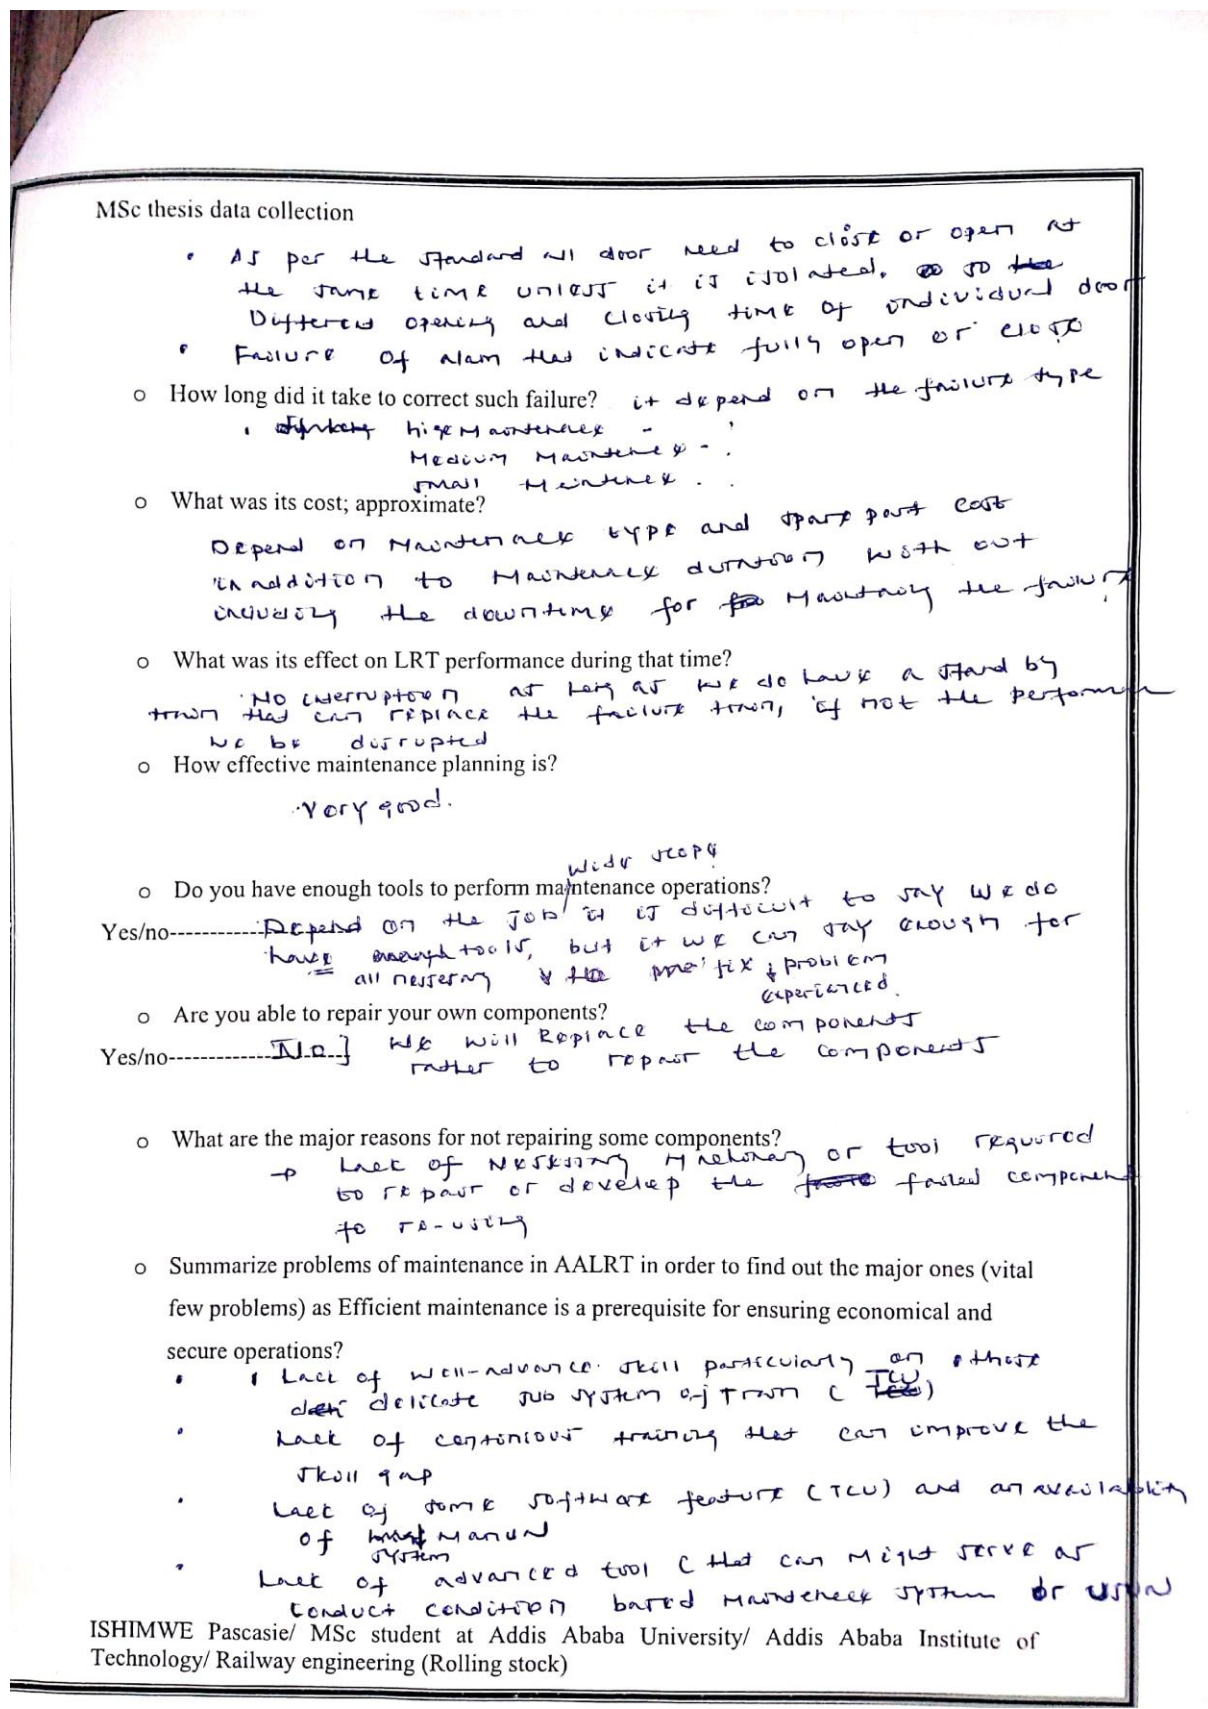 MSc thesis data collection
• As per the standard all door need to close or open at
the same time unless it is isolated. so
Different opening and closing time of individual door
• Failure of alam that indicate fully open or close
o How long did it take to correct such failure? it depend on the failure type
hige Maintenace -
Medium Maintenece -
small Maintenece
o What was its cost; approximate?
Depend on Maintenance type and spare part cost
in addition to Maintenance duration with out
including the downtime for Maintaing the failure
o What was its effect on LRT performance during that time?
No interruption as long as we do have a stand by
train that can replace the failure train, if not the performance
be disrupted
o How effective maintenance planning is?
Very good.
wide scope
o Do you have enough tools to perform maintenance operations?
Yes/no------------Depend on the Job it is difficult to say we do
have enough tools, but it we can say enough for
all nessersry fix problem
experienced.
o Are you able to repair your own components?
Yes/no-------------No] We will Replace the components
rather to repair the components
o What are the major reasons for not repairing some components?
→ Lack of Nessesary Machinary or tool required
to repair or develop the failed component
to re-using
o Summarize problems of maintenance in AALRT in order to find out the major ones (vital
few problems) as Efficient maintenance is a prerequisite for ensuring economical and
secure operations?
• Lack of well-advance skill particularly on those
delicate sub system of Train (TCU)
• Lack of continious training that can improve the
skill gap
• Lack of some software feature (TCU) and anavailablity
of Manual
system
• Lack of advanced tool (that can might serve as
conduct condition based Maintenece system or usual
ISHIMWE Pascasie/ MSc student at Addis Ababa University/ Addis Ababa Institute of
Technology/ Railway engineering (Rolling stock)